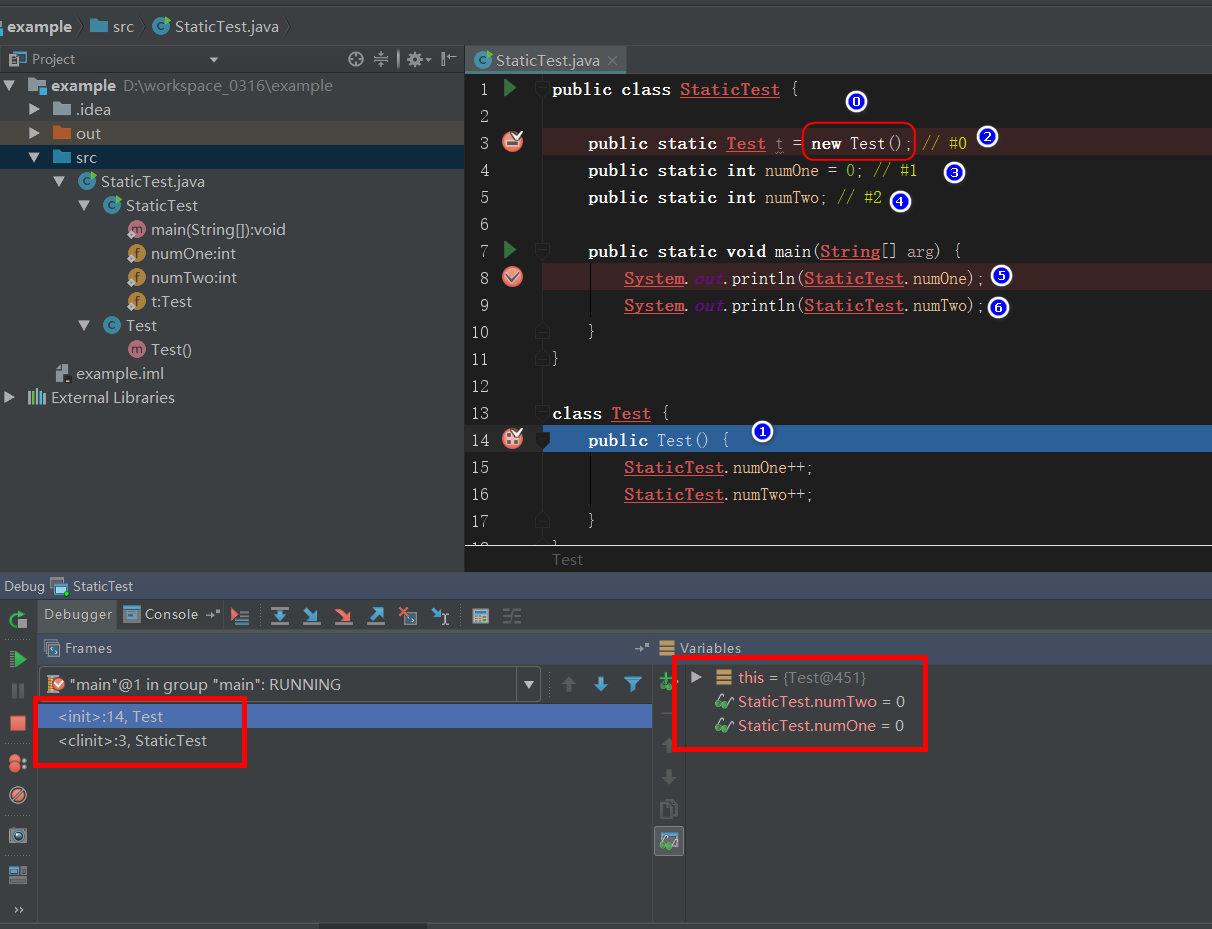 example src StaticTest.java
Project
StaticTest.java
example D:\workspace_0316\example
.idea
out
src
StaticTest.java
StaticTest
main(String[]):void
numOne:int
numTwo:int
t:Test
Test
Test()
example.iml
External Libraries
1 public class StaticTest {
0
2
3 public static Test t = new Test(); // #0 2
4 public static int numOne = 0; // #1 3
5 public static int numTwo; // #2 4
6
7 public static void main(String[] arg) {
8 System.out.println(StaticTest.numOne); 5
9 System.out.println(StaticTest.numTwo); 6
10 }
11 }
12
13 class Test {
14 public Test() { 1
15 StaticTest.numOne++;
16 StaticTest.numTwo++;
17 }
18 }
Test
Debug StaticTest
Debugger Console
Frames
"main"@1 in group "main": RUNNING
<init>:14, Test
<clinit>:3, StaticTest
Variables
this = {Test@451}
StaticTest.numTwo = 0
StaticTest.numOne = 0